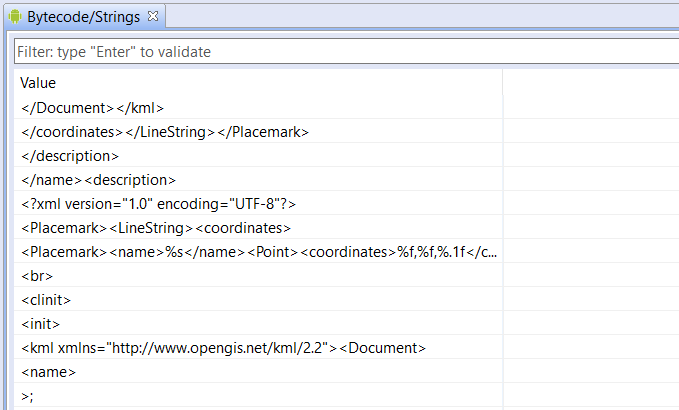 Bytecode/Strings
Filter: type "Enter" to validate
Value
</Document></kml>
</coordinates></LineString></Placemark>
</description>
</name><description>
<?xml version="1.0" encoding="UTF-8"?>
<Placemark><LineString><coordinates>
<Placemark><name>%s</name><Point><coordinates>%f,%f,%.1f</c...
<br>
<clinit>
<init>
<kml xmlns="http://www.opengis.net/kml/2.2"><Document>
<name>
>;